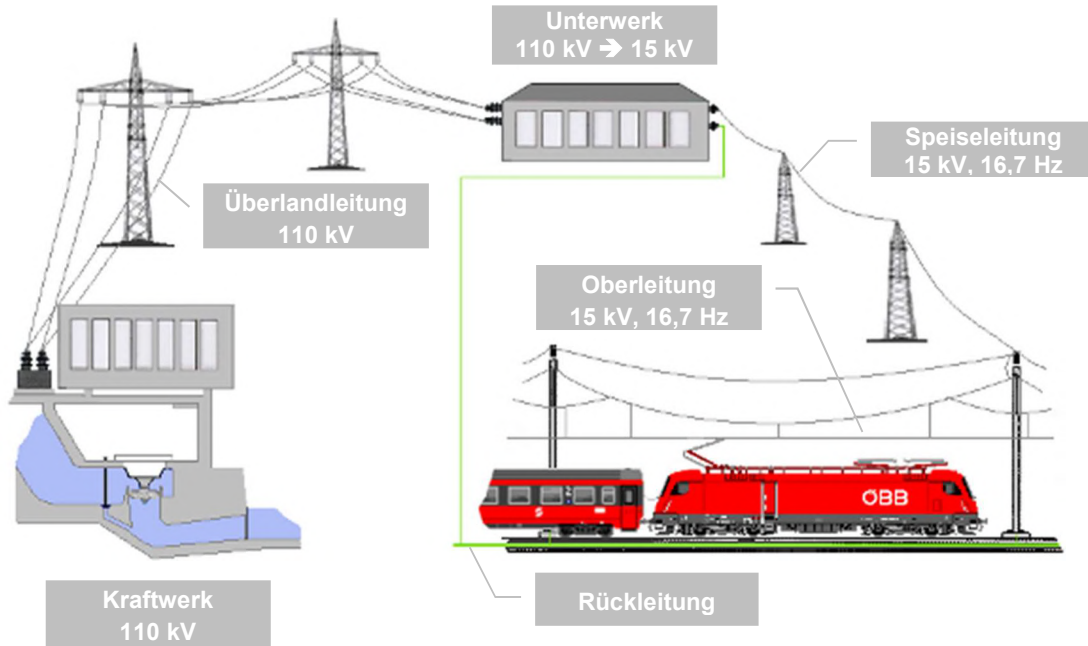 Unterwerk
110 kV ➔ 15 kV
Speiseleitung
15 kV, 16,7 Hz
Überlandleitung
110 kV
Oberleitung
15 kV, 16,7 Hz
ÖBB
Rückleitung
Kraftwerk
110 kV